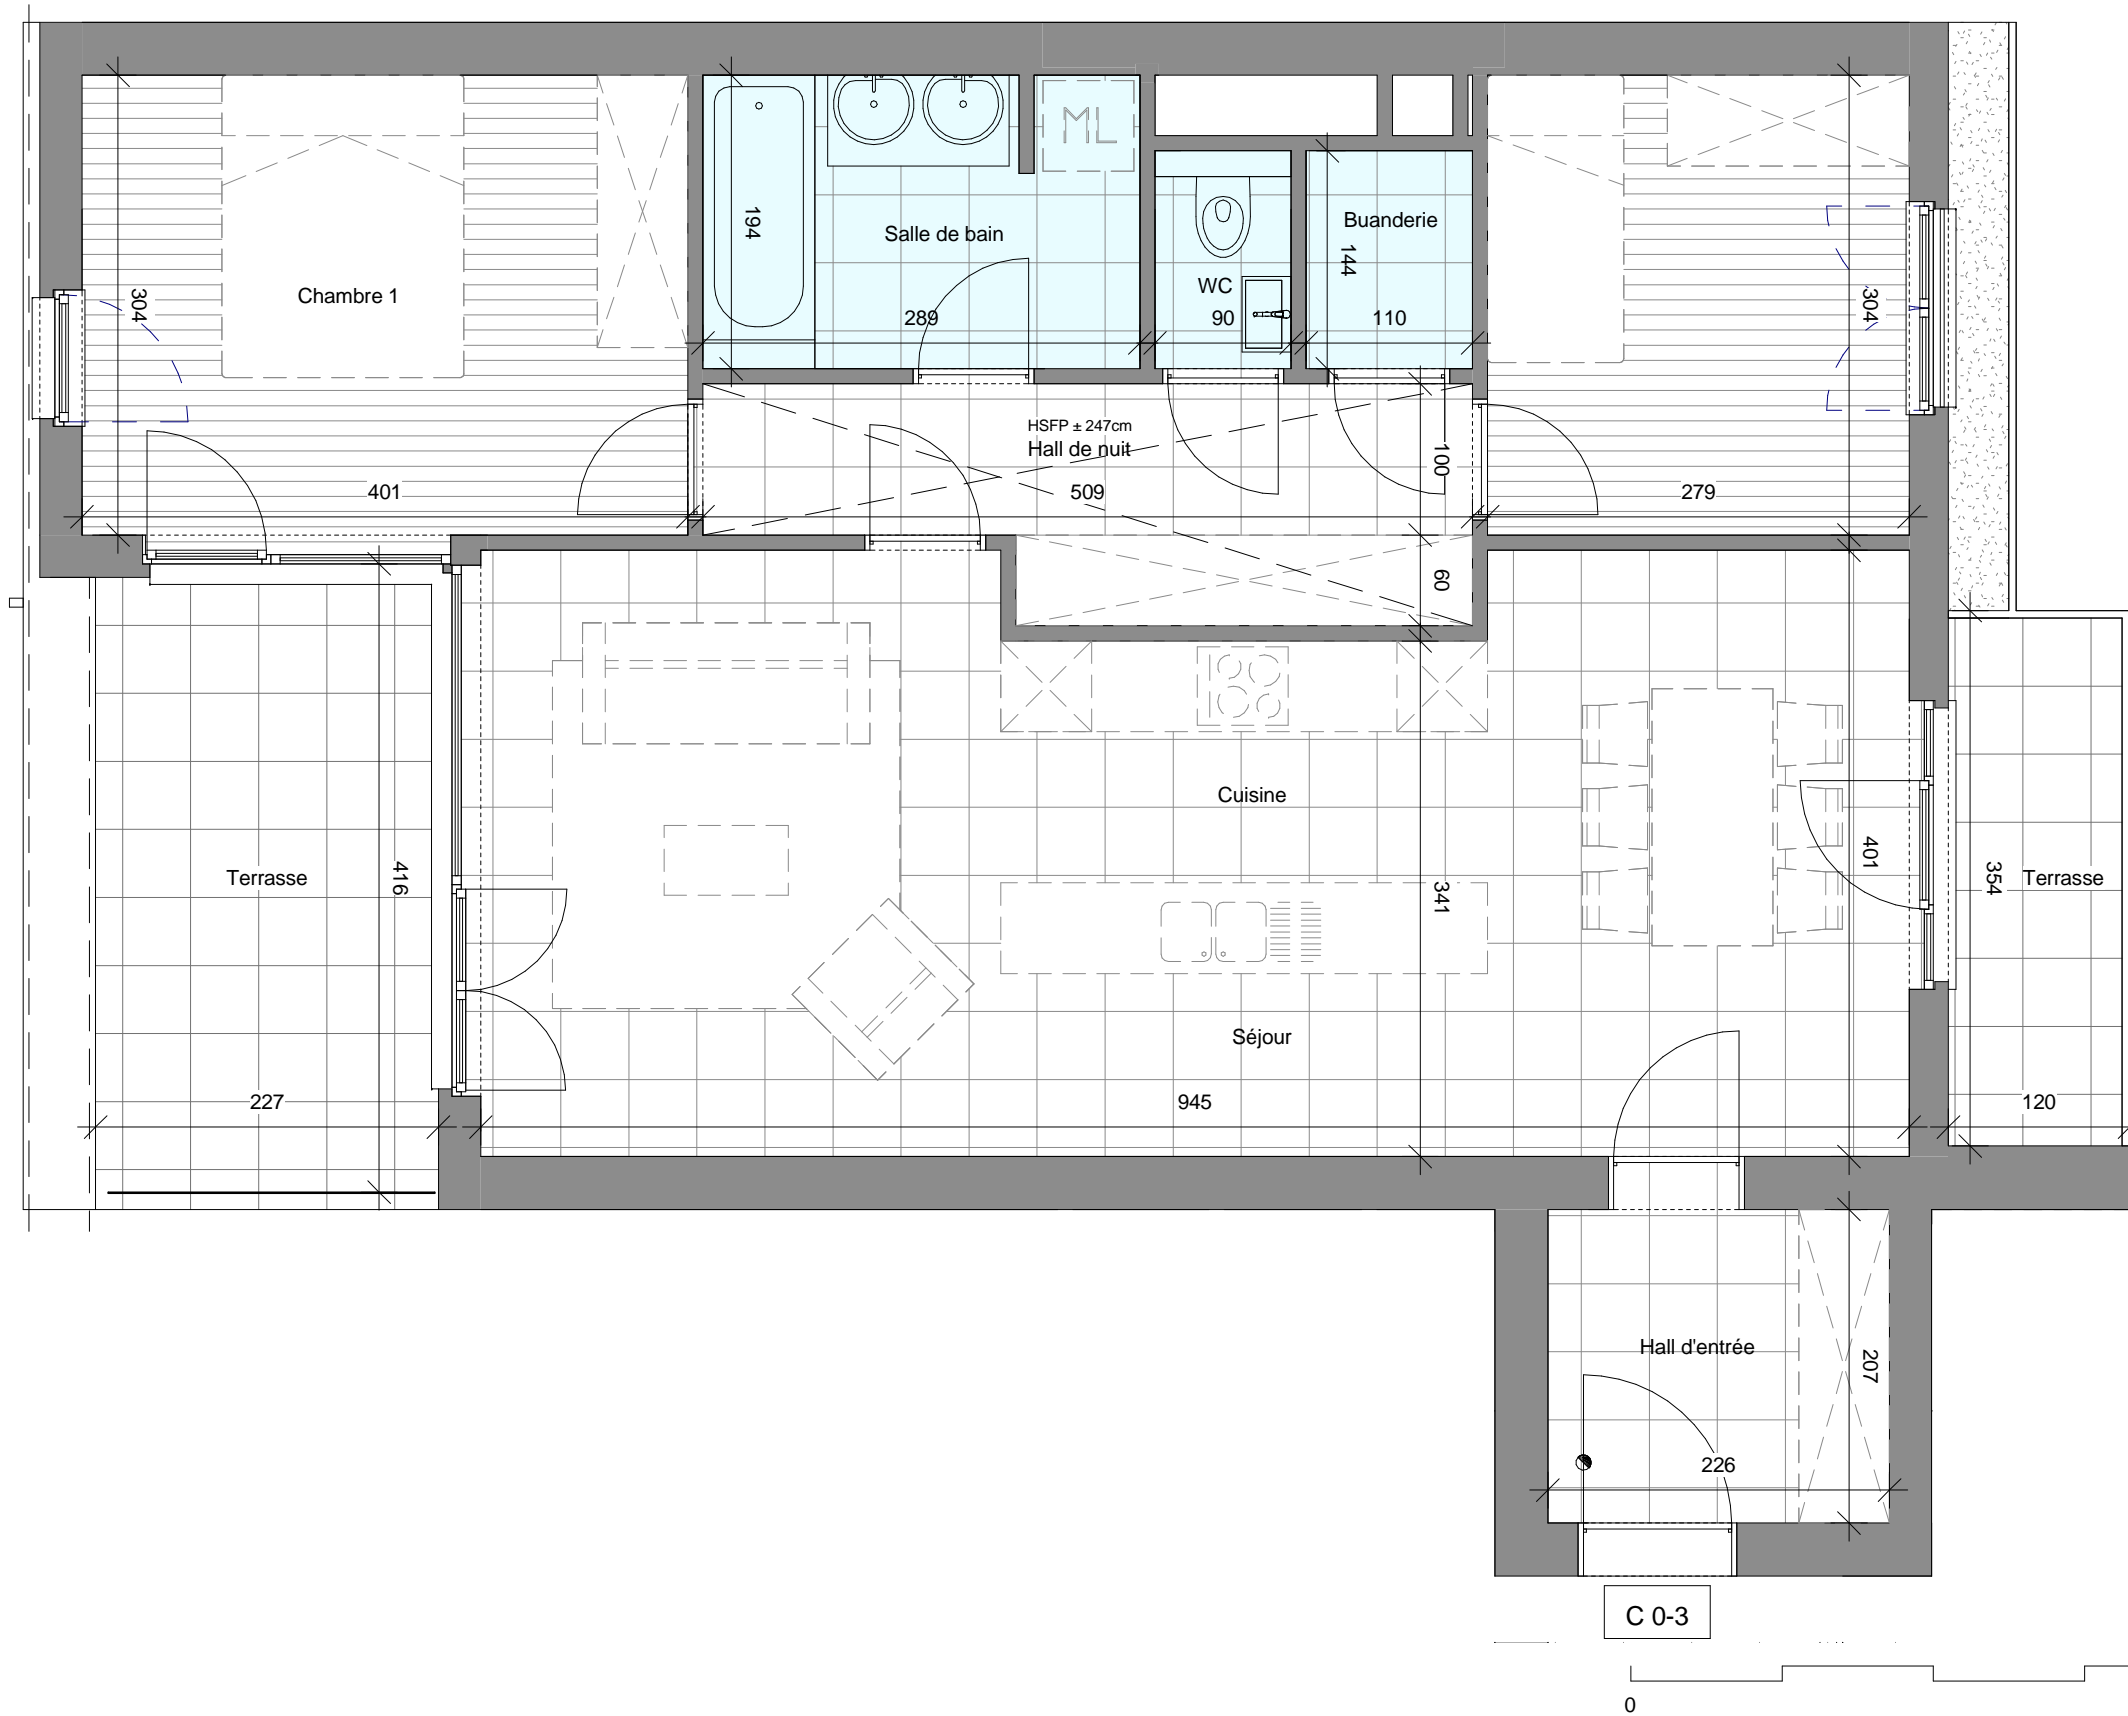 ML
194
Salle de bain
Buanderie
144
WC
Chambre 1
304
304
289
90
110
HSFP ± 247cm
Hall de nuit
100
401
509
279
60
Cuisine
401
Terrasse
416
341
354
Terrasse
Séjour
227
945
120
Hall d'entrée
207
226
C 0-3
0